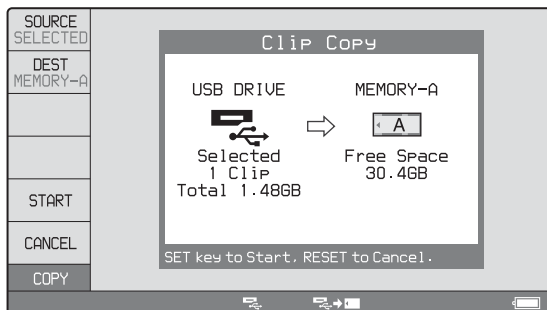 SOURCE
SELECTED
DEST
MEMORY-A
START
CANCEL
COPY
Clip Copy
USB DRIVE
MEMORY-A
A
Selected
1 Clip
Total 1.48GB
Free Space
30.4GB
SET key to Start, RESET to Cancel.